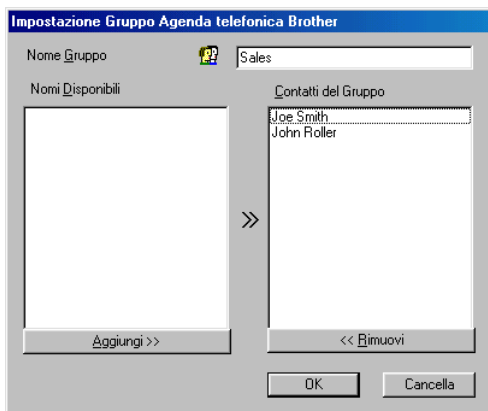 Impostazione Gruppo Agenda telefonica Brother
Nome Gruppo
Sales
Nomi Disponibili
Contatti del Gruppo
Joe Smith
John Roller
>>
Aggiungi >>
<< Rimuovi
OK
Cancella